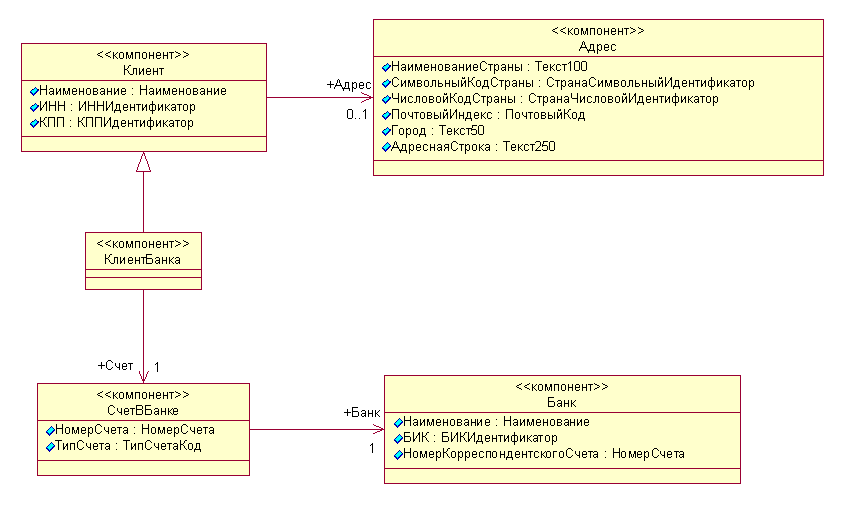 <<компонент>>
Клиент
Наименование : Наименование
ИНН : ИННИдентификатор
КПП : КППИдентификатор
+Адрес
0..1
<<компонент>>
Адрес
НаименованиеСтраны : Текст100
СимвольныйКодСтраны : СтранаСимвольныйИдентификатор
ЧисловойКодСтраны : СтранаЧисловойИдентификатор
ПочтовыйИндекс : ПочтовыйКод
Город : Текст50
АдреснаяСтрока : Текст250
<<компонент>>
КлиентБанка
+Счет
1
<<компонент>>
СчетВБанке
НомерСчета : НомерСчета
ТипСчета : ТипСчетаКод
+Банк
1
<<компонент>>
Банк
Наименование : Наименование
БИК : БИКИдентификатор
НомерКорреспондентскогоСчета : НомерСчета